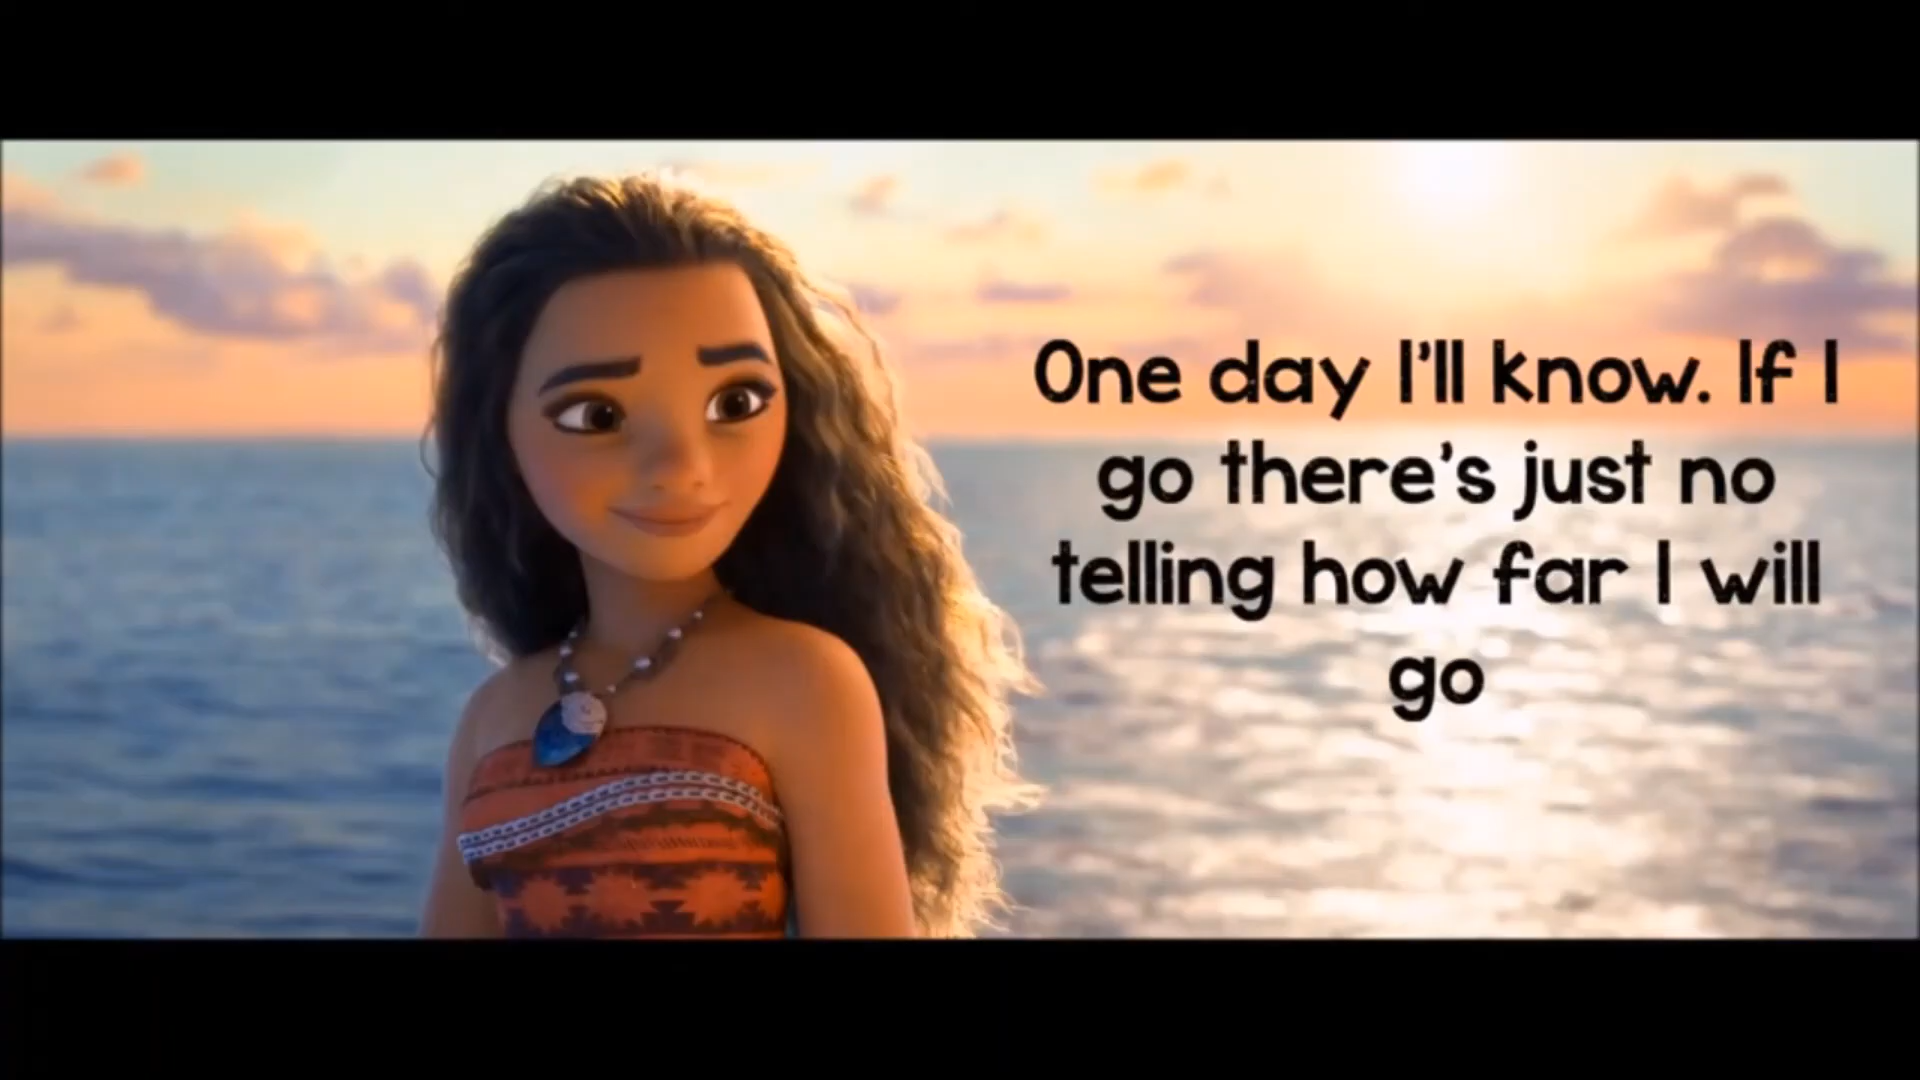 One day I'll know. If I
go there's just no
telling how far I will
go